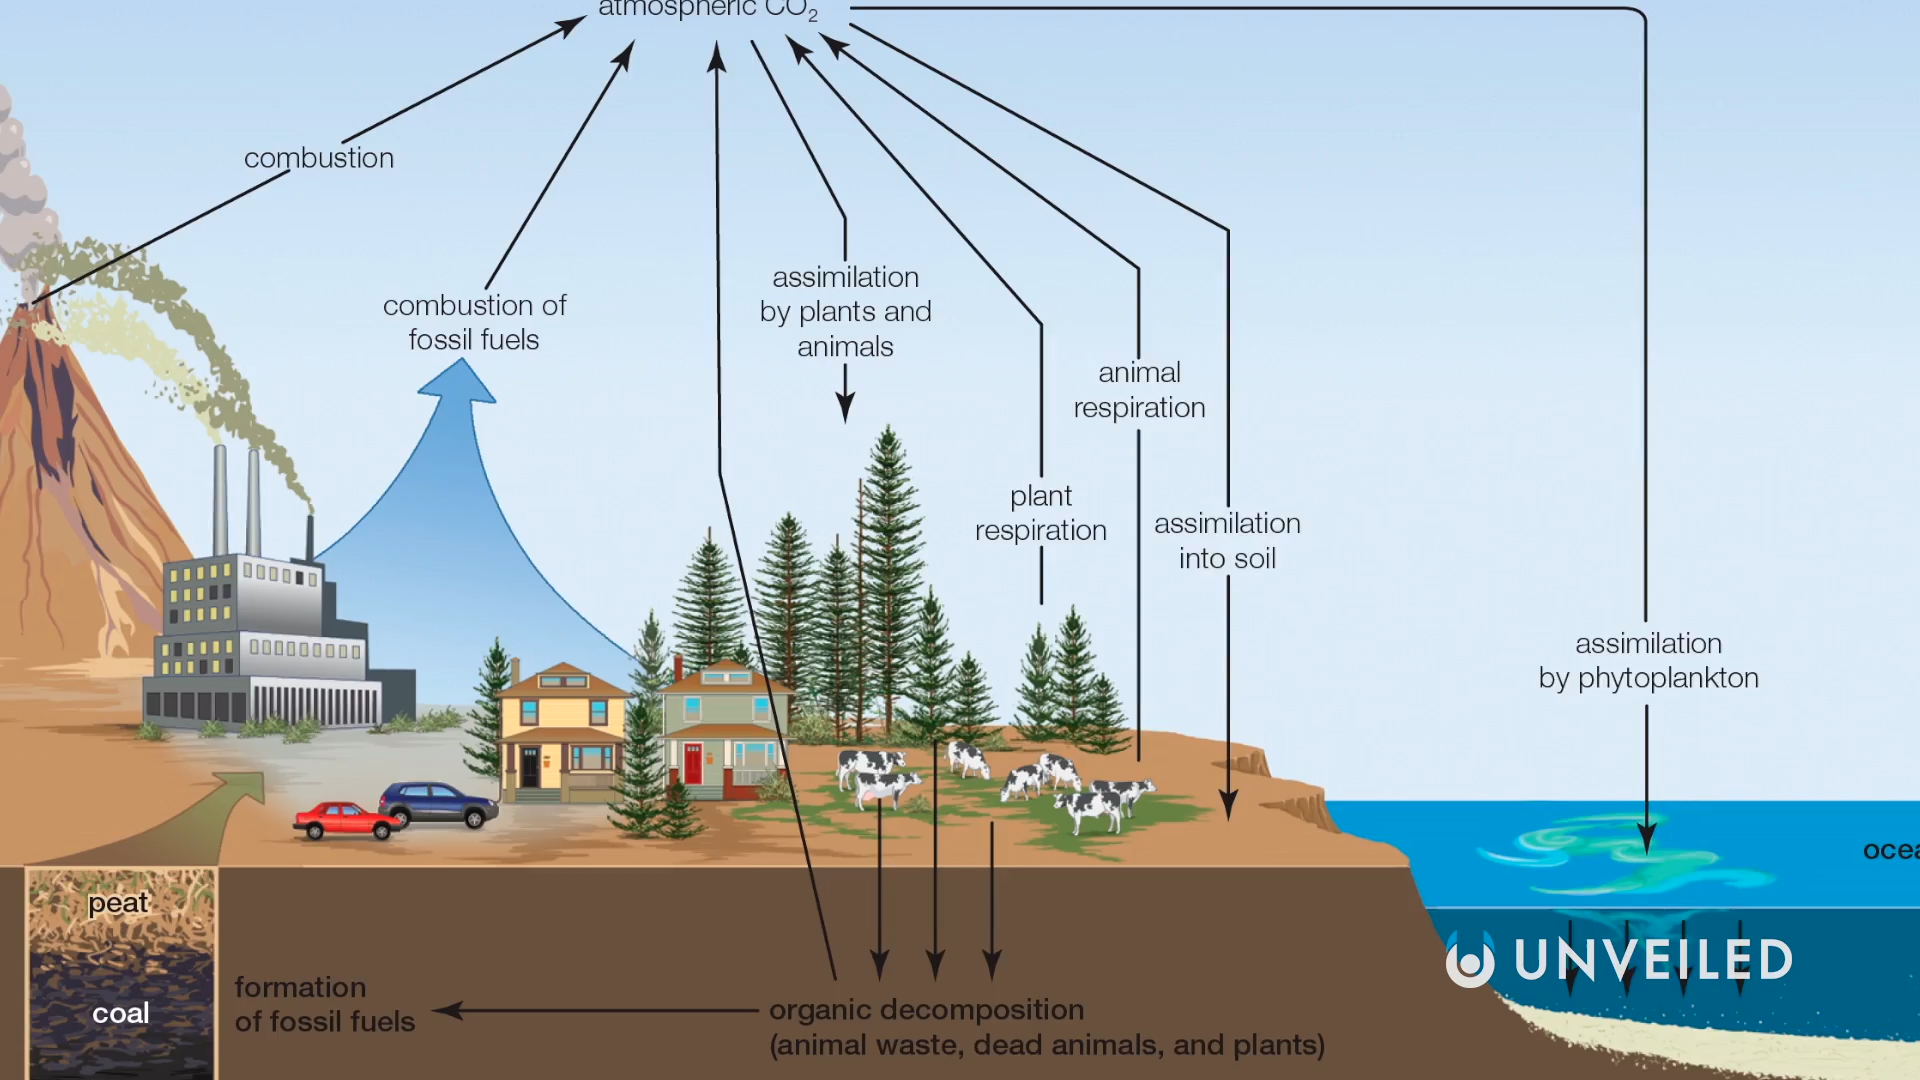 atmospheric CO₂
combustion
combustion of
fossil fuels
assimilation
by plants and
animals
animal
respiration
plant
respiration
assimilation
into soil
assimilation
by phytoplankton
ocea
peat
coal
formation
of fossil fuels
organic decomposition
(animal waste, dead animals, and plants)
UNVEILED